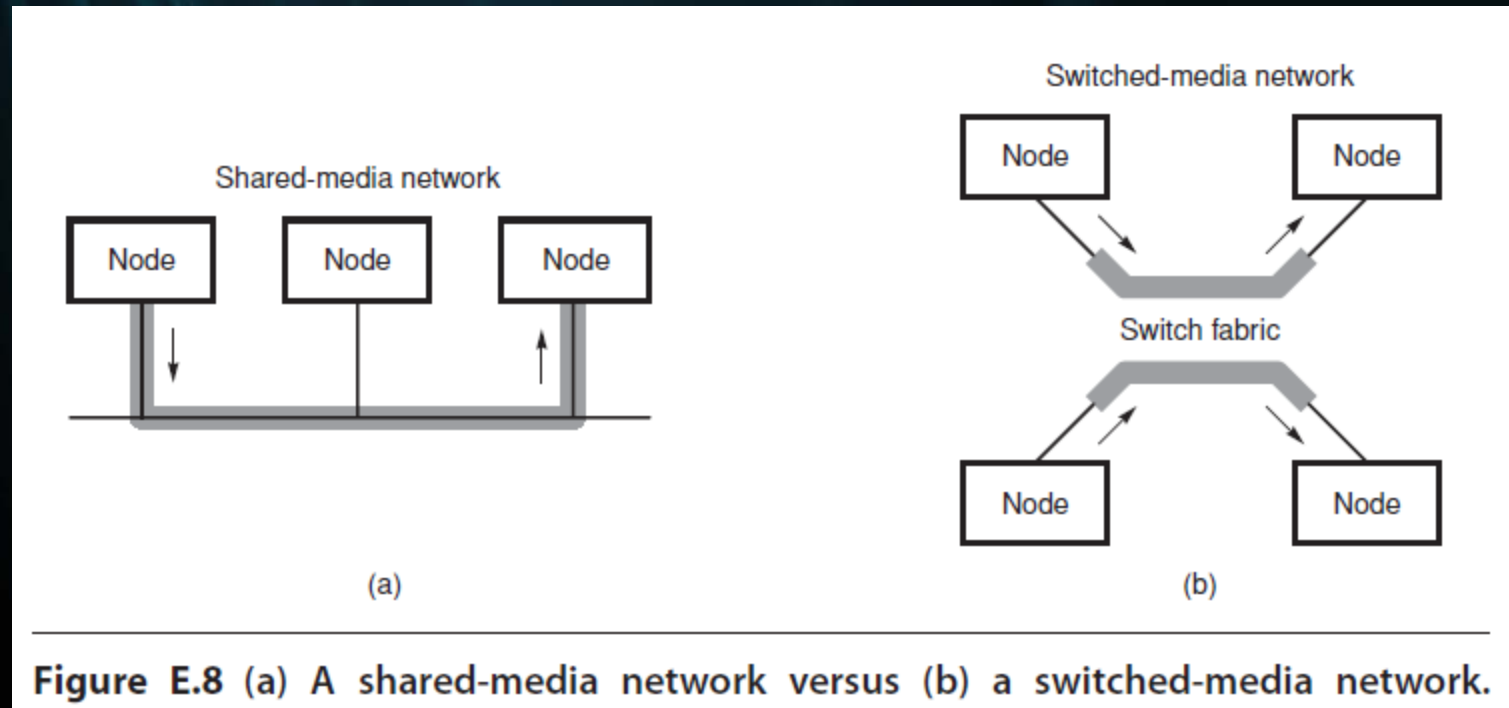 Shared-media network
Node
Node
Node
(a)
Switched-media network
Node
Node
Switch fabric
Node
Node
(b)
Figure E.8 (a) A shared-media network versus (b) a switched-media network.